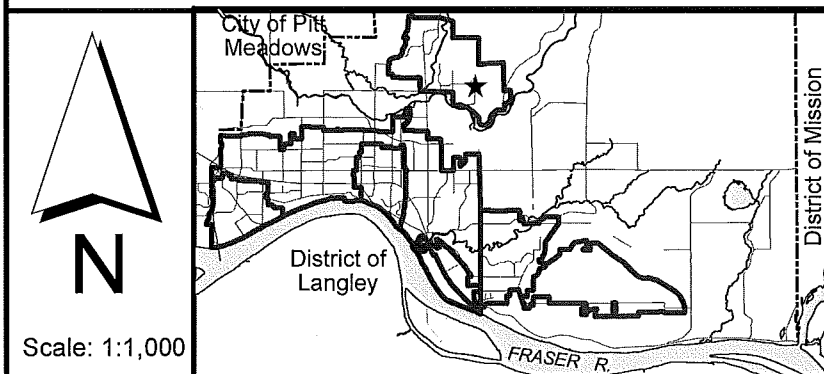 City of Pitt
Meadows
District of Mission
N
District of
Langley
Scale: 1:1,000
FRASER R.